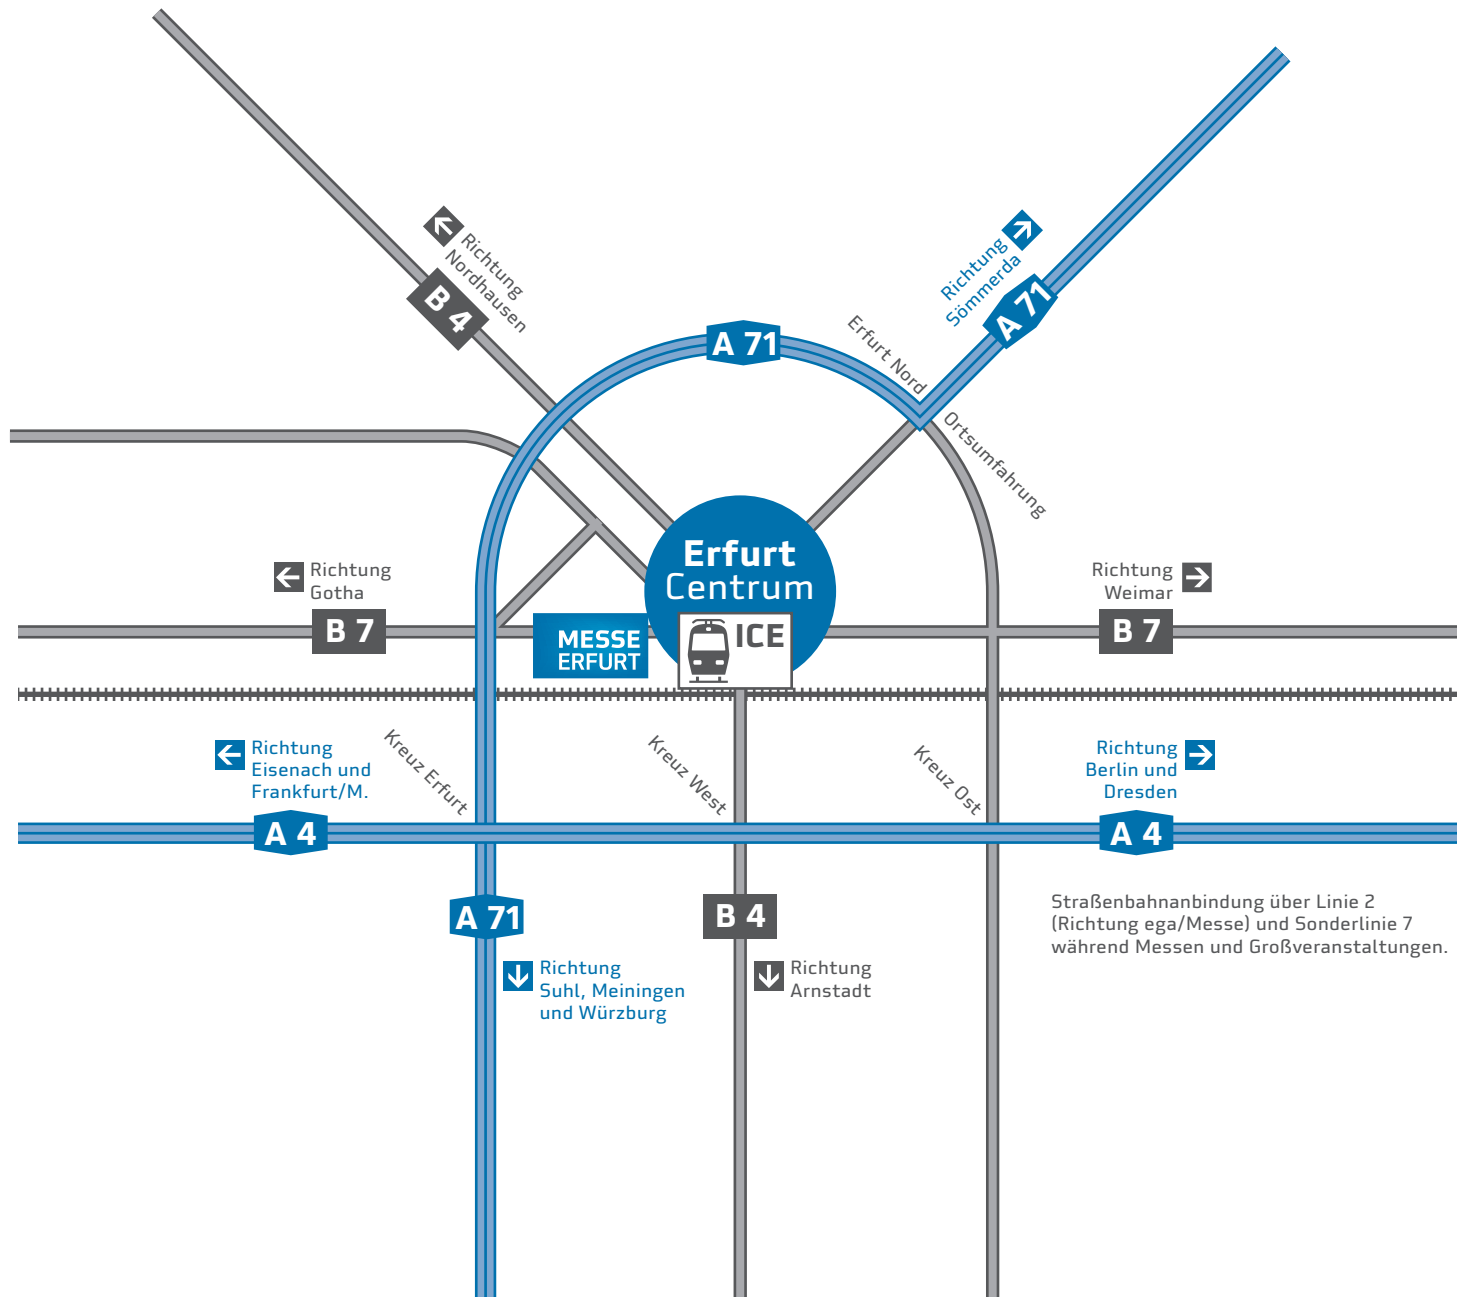 Richtung
Nordhausen
B 4
Richtung
Sömmerda
A 71
A 71
Erfurt Nord
Ortsumfahrung
Erfurt
Centrum
ICE
MESSE
ERFURT
Richtung
Gotha
B 7
Richtung
Weimar
B 7
Richtung
Eisenach und
Frankfurt/M.
A 4
Kreuz Erfurt
Kreuz West
Kreuz Ost
Richtung
Berlin und
Dresden
A 4
A 71
Richtung
Suhl, Meiningen
und Würzburg
B 4
Richtung
Arnstadt
Straßenbahnanbindung über Linie 2
(Richtung ega/Messe) und Sonderlinie 7
während Messen und Großveranstaltungen.